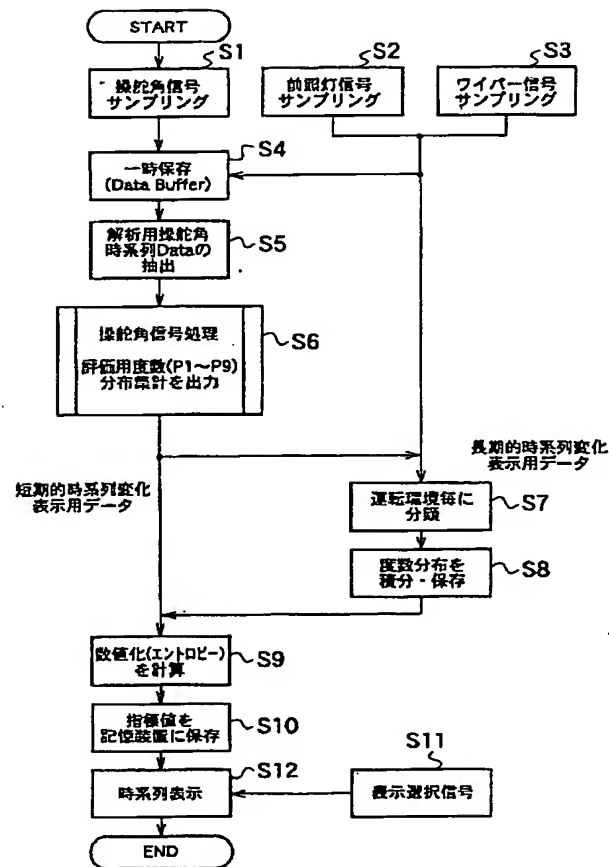 START
S1
操舵角信号
サンプリング
S2
前照灯信号
サンプリング
S3
ワイパー信号
サンプリング
S4
一時保存
(Data Buffer)
S5
解析用操舵角
時系列Dataの
抽出
S6
操舵角信号処理
評価用度数(P1～P9)
分布累計を出力
短期的時系列変化
表示用データ
長期的時系列変化
表示用データ
S7
運転環境毎に
分類
S8
度数分布を
積分・保存
S9
数値化(エントロピー)
を計算
S10
指標値を
記憶装置に保存
S11
表示選択信号
S12
時系列表示
END